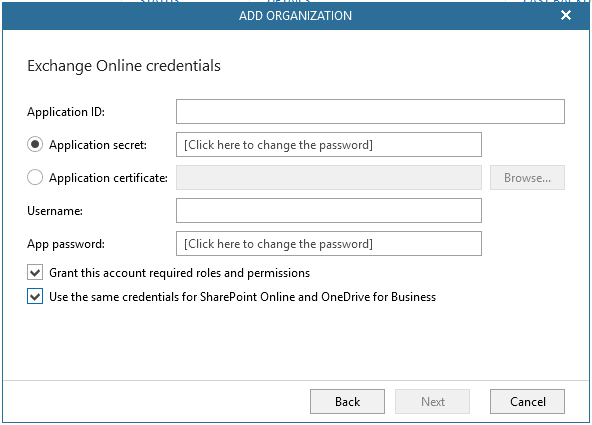 ADD ORGANIZATION
Exchange Online credentials
Application ID:
Application secret: [Click here to change the password]
Application certificate: Browse...
Username:
App password: [Click here to change the password]
Grant this account required roles and permissions
Use the same credentials for SharePoint Online and OneDrive for Business
Back Next Cancel